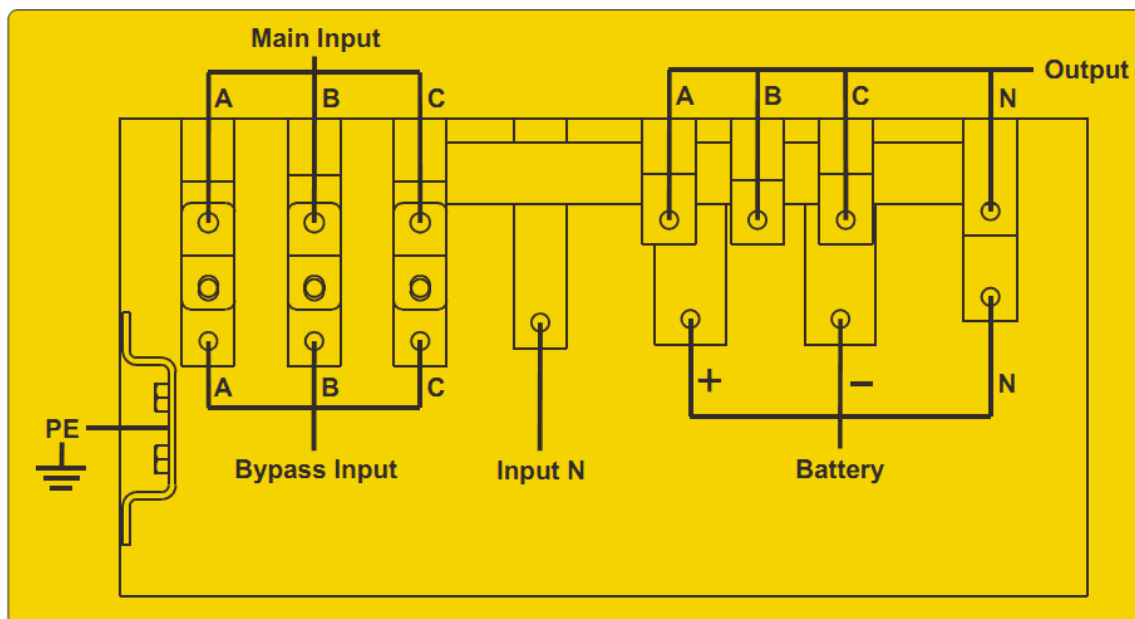 Main Input
A B C
A B C N
Output
A B C
PE
Bypass Input
Input N
+ − N
Battery